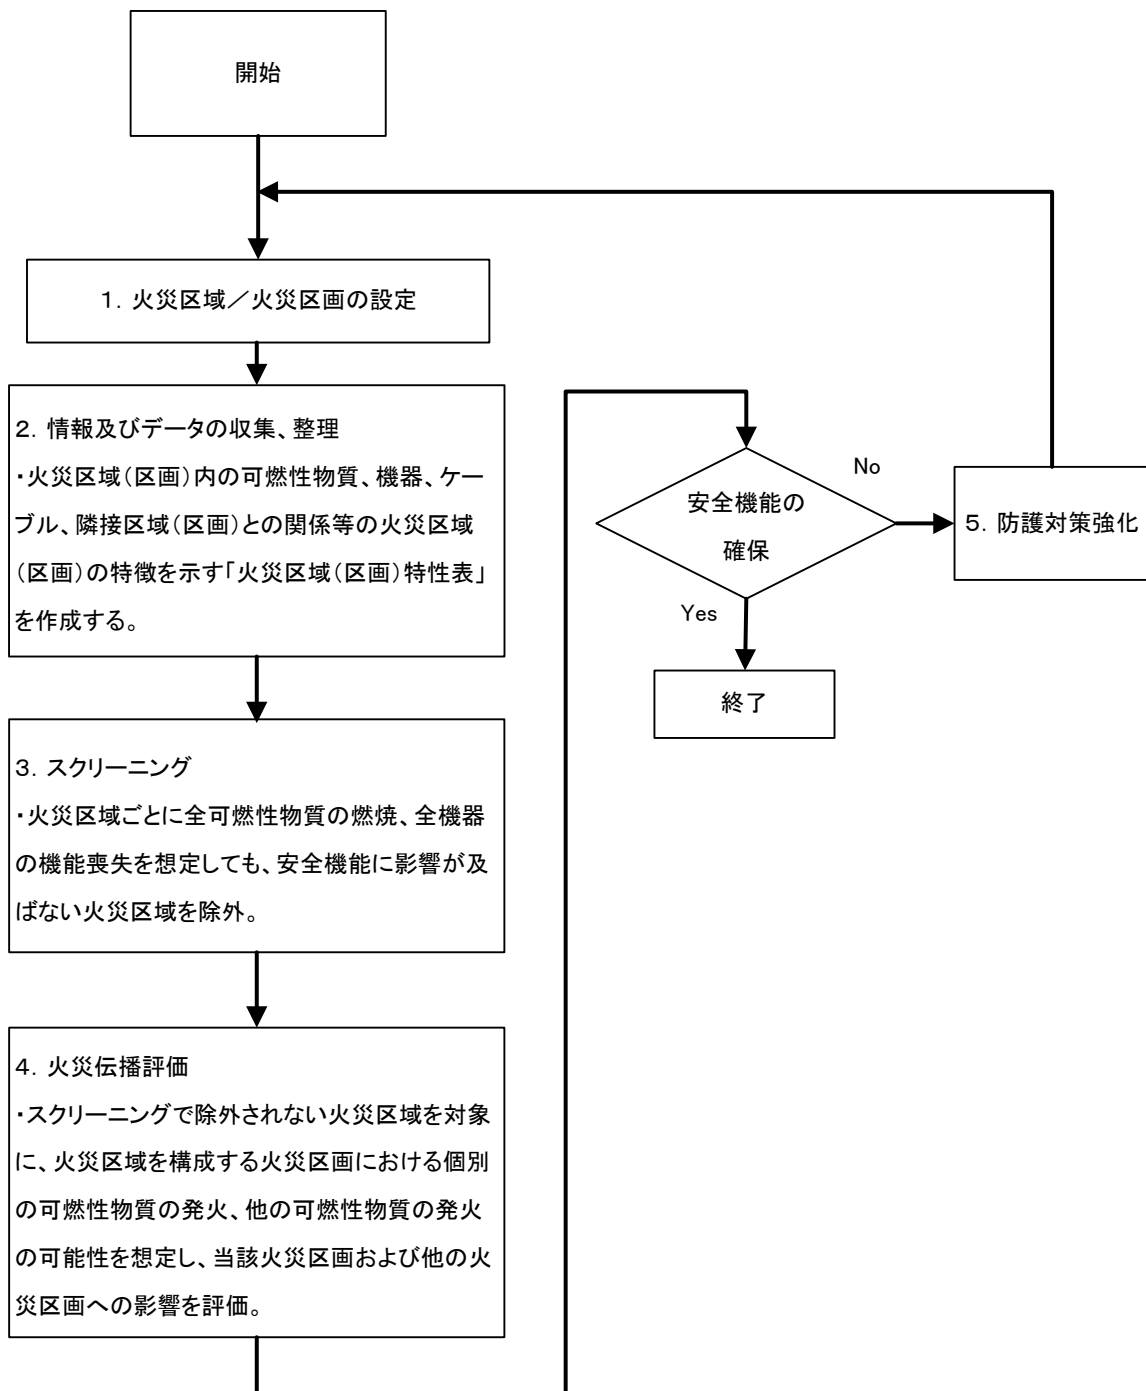 開始
1. 火災区域／火災区画の設定
2. 情報及びデータの収集、整理
・火災区域(区画)内の可燃性物質、機器、ケー
ブル、隣接区域(区画)との関係等の火災区域
(区画)の特徴を示す「火災区域(区画)特性表」
を作成する。
3. スクリーニング
・火災区域ごとに全可燃性物質の燃焼、全機器
の機能喪失を想定しても、安全機能に影響が及
ばない火災区域を除外。
4. 火災伝播評価
・スクリーニングで除外されない火災区域を対象
に、火災区域を構成する火災区画における個別
の可燃性物質の発火、他の可燃性物質の発火
の可能性を想定し、当該火災区画および他の火
災区画への影響を評価。
安全機能の
確保
No
Yes
5. 防護対策強化
終了